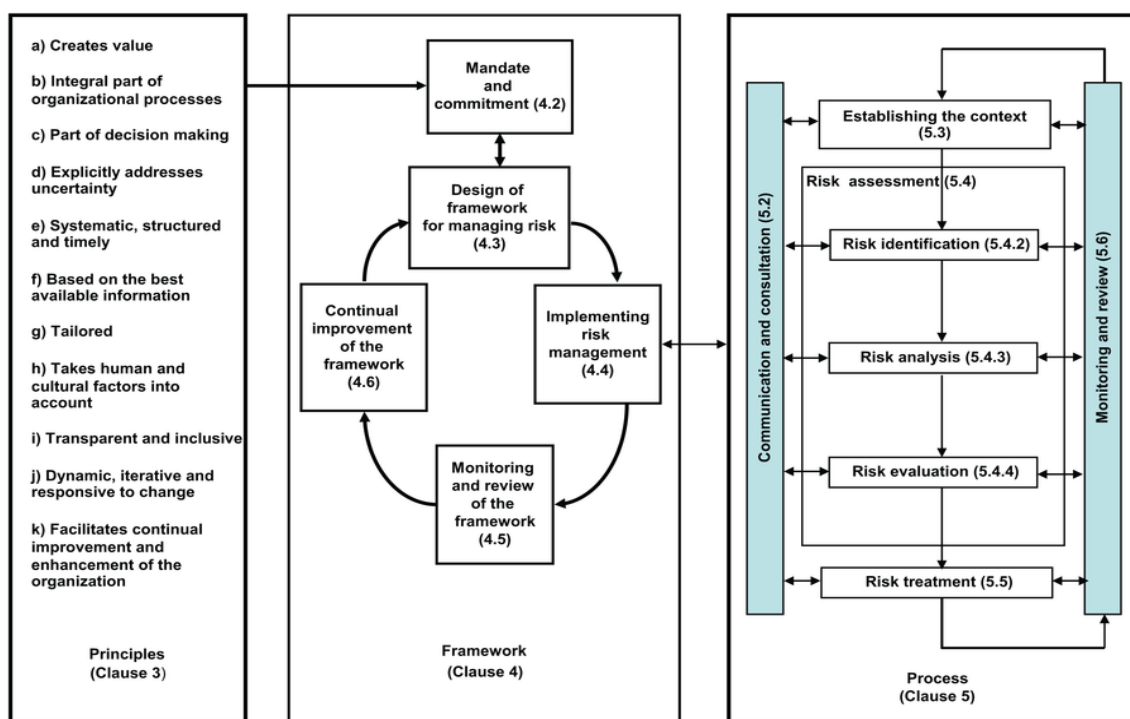 a) Creates value
b) Integral part of
organizational processes
c) Part of decision making
d) Explicitly addresses
uncertainty
e) Systematic, structured
and timely
f) Based on the best
available information
g) Tailored
h) Takes human and
cultural factors into
account
i) Transparent and inclusive
j) Dynamic, iterative and
responsive to change
k) Facilitates continual
improvement and
enhancement of the
organization
Principles
(Clause 3)
Mandate
and
commitment (4.2)
Design of
framework
for managing risk
(4.3)
Implementing
risk
management
(4.4)
Monitoring
and review
of the
framework
(4.5)
Continual
improvement
of the
framework
(4.6)
Framework
(Clause 4)
Communication and consultation (5.2)
Establishing the context
(5.3)
Risk assessment (5.4)
Risk identification (5.4.2)
Risk analysis (5.4.3)
Risk evaluation (5.4.4)
Risk treatment (5.5)
Monitoring and review (5.6)
Process
(Clause 5)